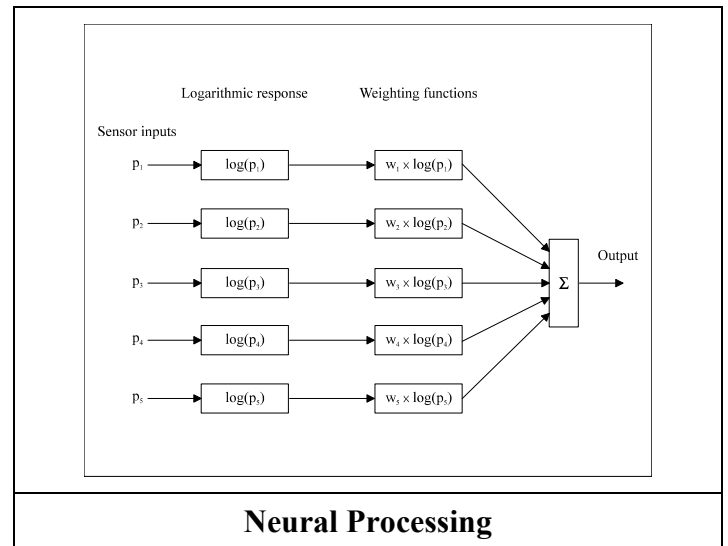 Logarithmic response Weighting functions
Sensor inputs
p₁ log(p₁) w₁ x log(p₁)
p₂ log(p₂) w₂ x log(p₂)
Output
p₃ log(p₃) w₃ x log(p₃) Σ
p₄ log(p₄) w₄ x log(p₄)
p₅ log(p₅) w₅ x log(p₅)
Neural Processing